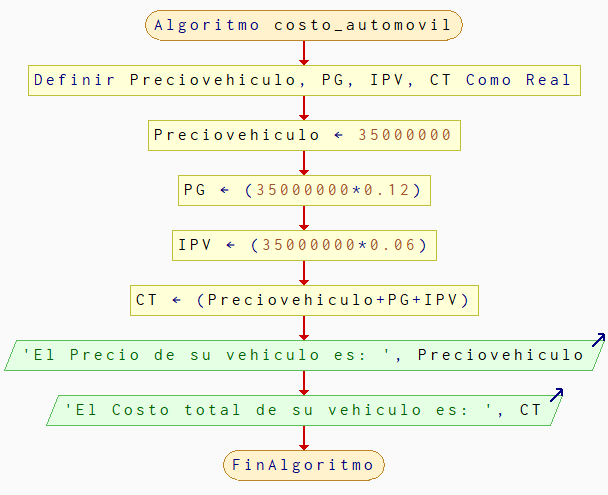 Algoritmo costo_automovil
Definir Preciovehiculo, PG, IPV, CT Como Real
Preciovehiculo ← 35000000
PG ← (35000000*0.12)
IPV ← (35000000*0.06)
CT ← (Preciovehiculo+PG+IPV)
'El Precio de su vehiculo es: ', Preciovehiculo
'El Costo total de su vehiculo es: ', CT
FinAlgoritmo